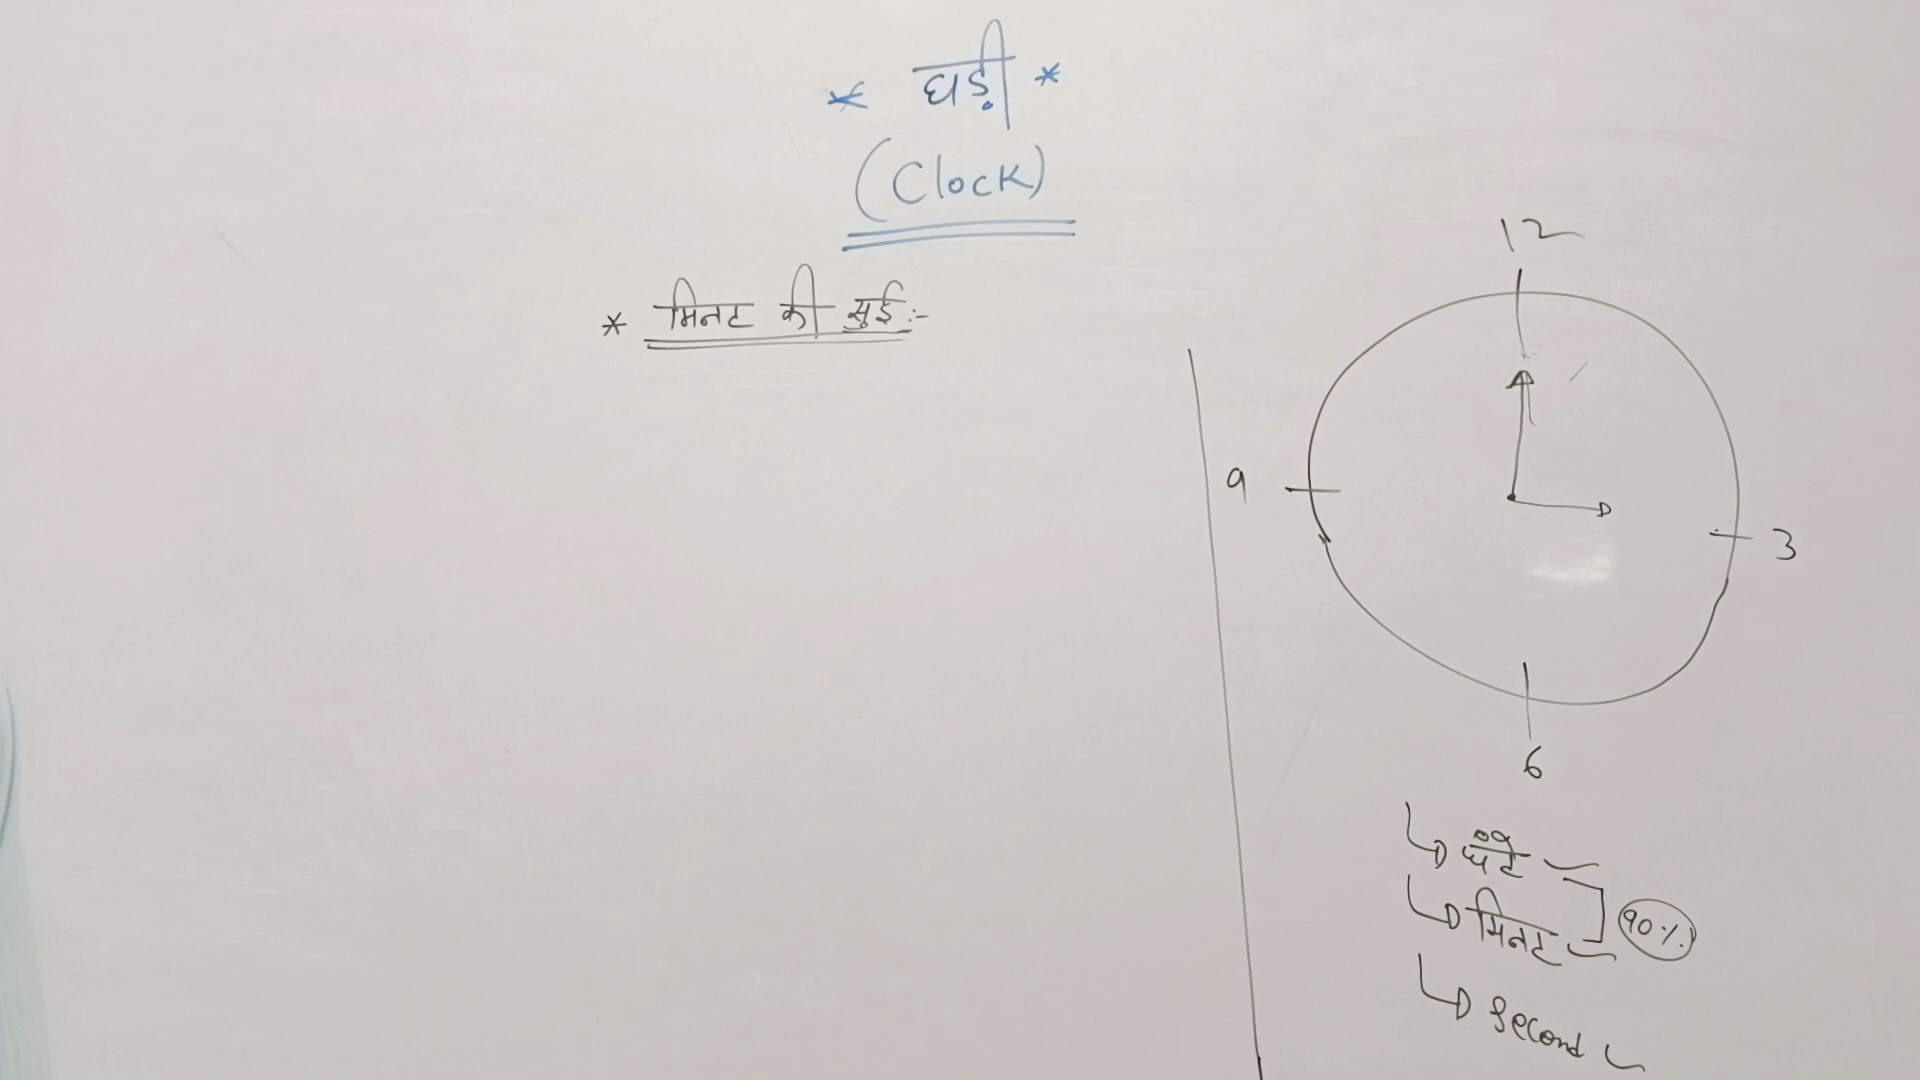 * घड़ी *
(Clock)
* मिनट की सुई :-
12
9
3
6
घंटे
मिनट
90%
Second